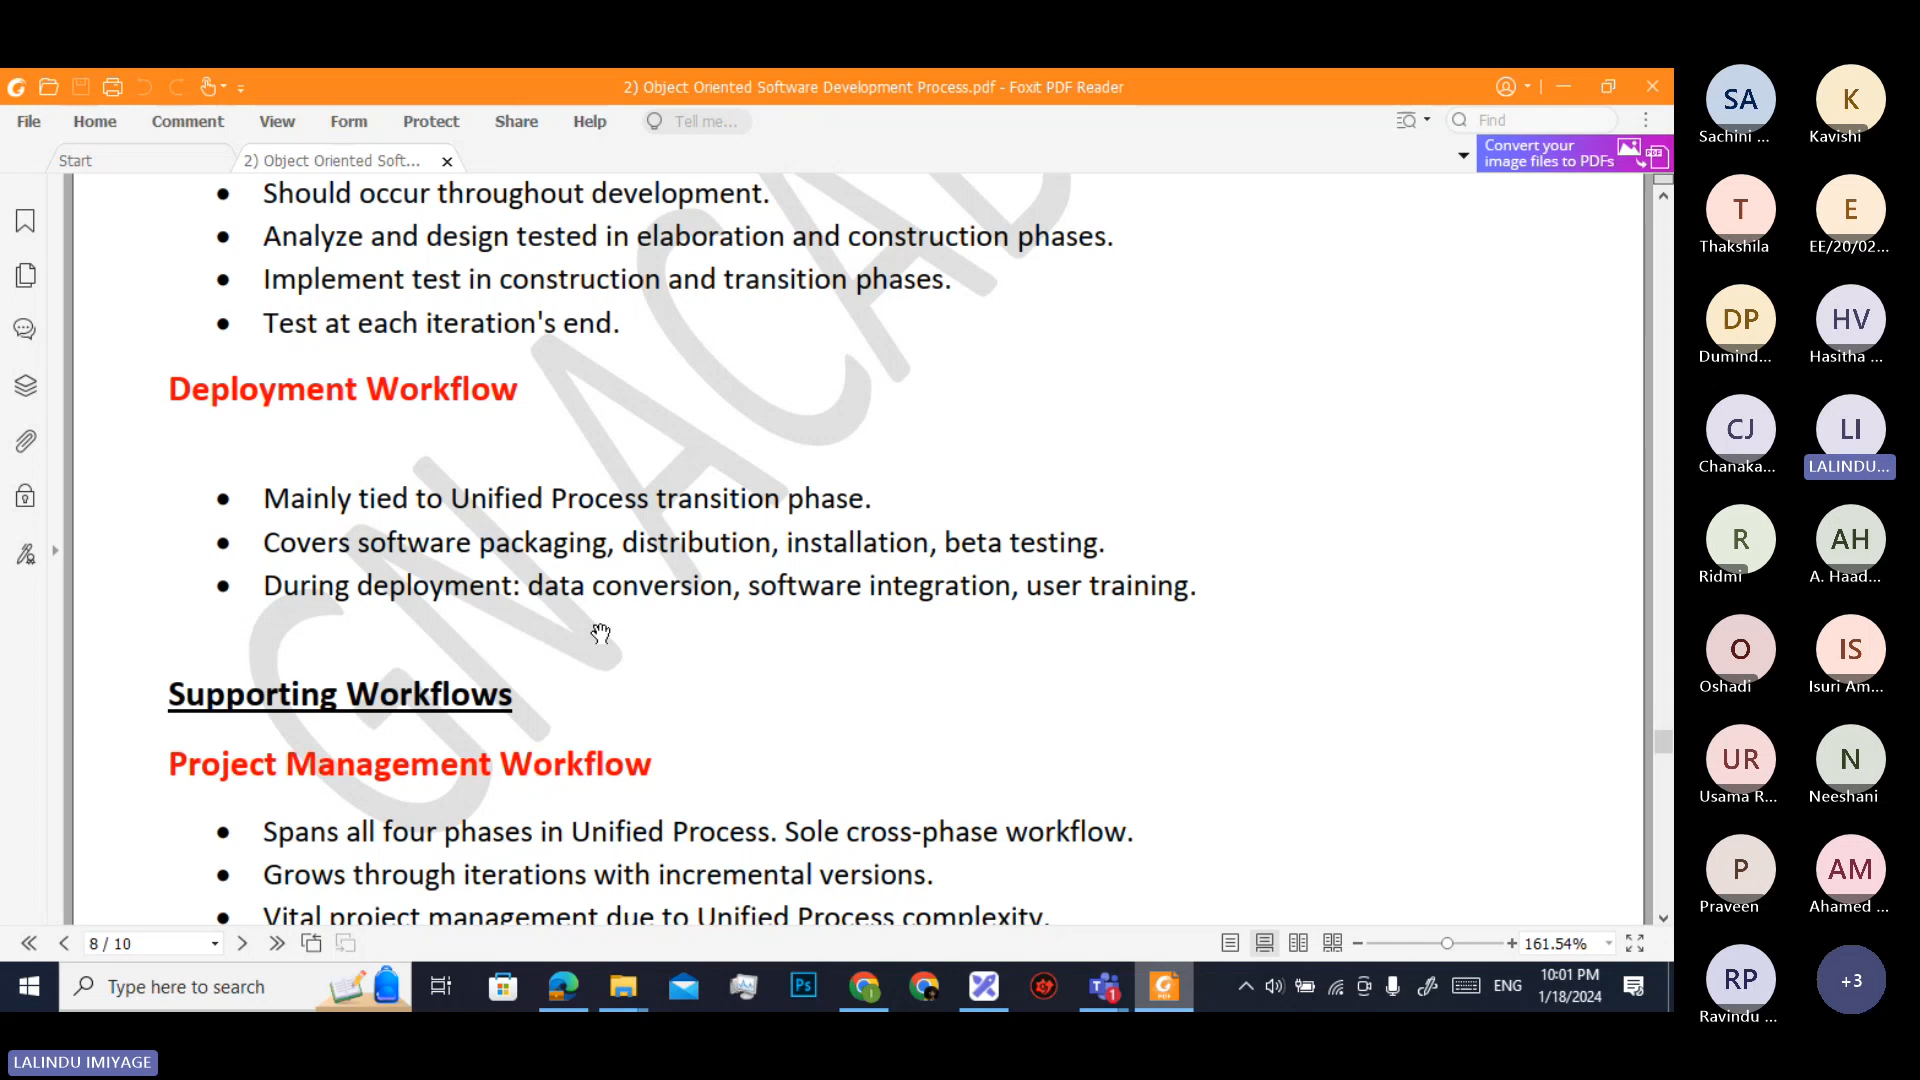 2) Object Oriented Software Development Process.pdf - Foxit PDF Reader
File Home Comment View Form Protect Share Help Tell me... Find
Start 2) Object Oriented Soft... Convert your image files to PDFs
Should occur throughout development.
Analyze and design tested in elaboration and construction phases.
Implement test in construction and transition phases.
Test at each iteration's end.
Deployment Workflow
Mainly tied to Unified Process transition phase.
Covers software packaging, distribution, installation, beta testing.
During deployment: data conversion, software integration, user training.
Supporting Workflows
Project Management Workflow
Spans all four phases in Unified Process. Sole cross-phase workflow.
Grows through iterations with incremental versions.
Vital project management due to Unified Process complexity.
GN ACAD
8 / 10 161.54%
Type here to search Ps T 1 ENG 10:01 PM
1/18/2024
SA K
Sachini ... Kavishi
T E
Thakshila EE/20/02...
DP HV
Dumind... Hasitha ...
CJ LI
Chanaka... LALINDU...
R AH
Ridmi A. Haad...
O IS
Oshadi Isuri Am...
UR N
Usama R... Neeshani
P AM
Praveen Ahamed ...
RP +3
Ravindu ...
LALINDU IMIYAGE